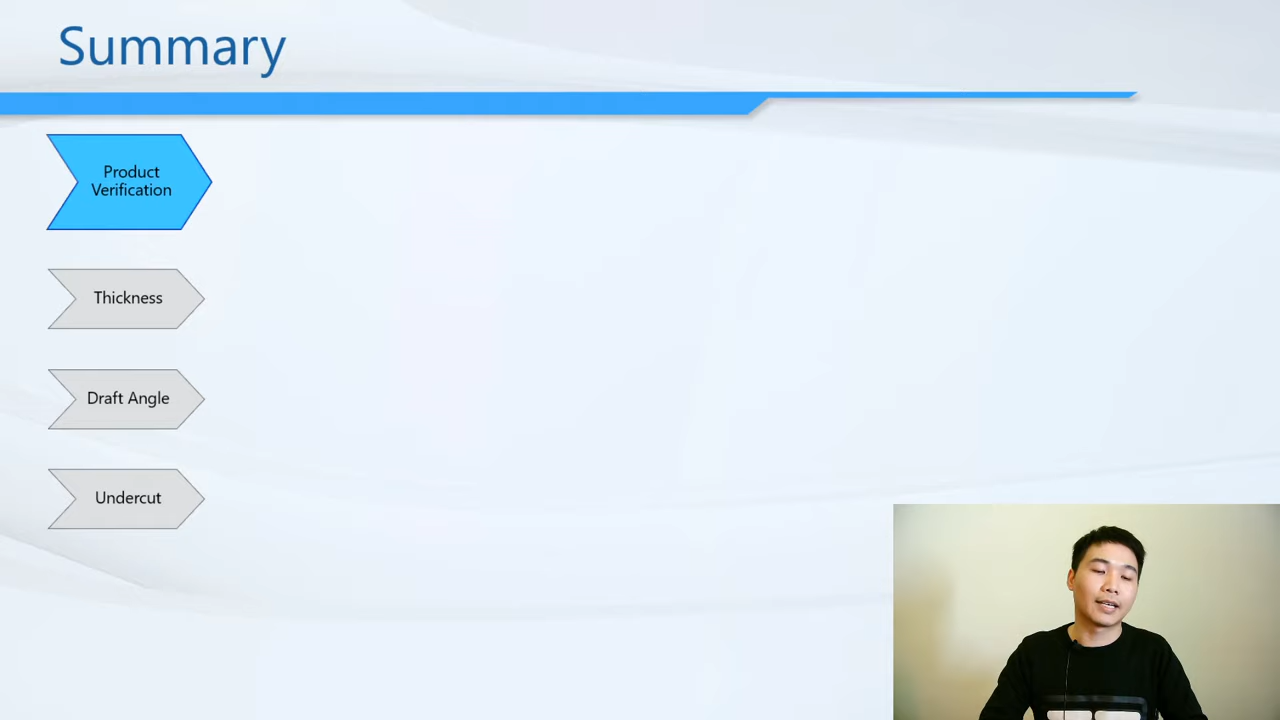 Summary
Product
Verification
Thickness
Draft Angle
Undercut